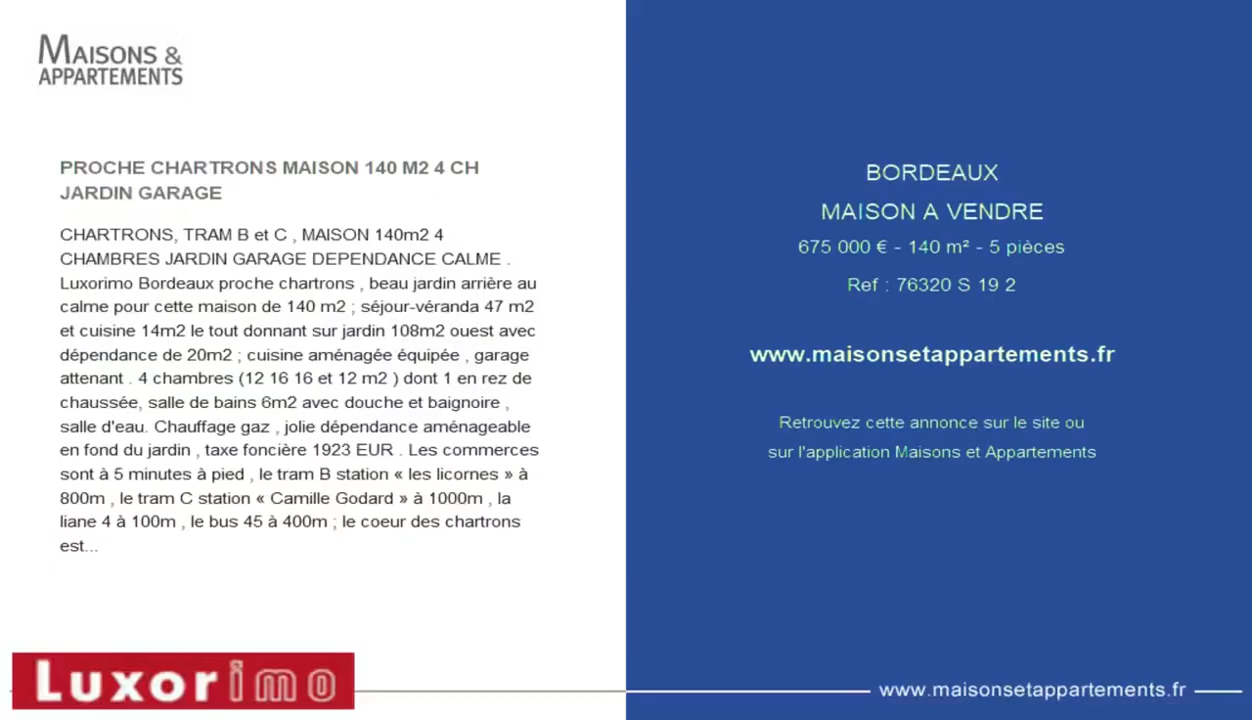 MAISONS &
APPARTEMENTS
PROCHE CHARTRONS MAISON 140 M2 4 CH
JARDIN GARAGE
CHARTRONS, TRAM B et C , MAISON 140m2 4
CHAMBRES JARDIN GARAGE DEPENDANCE CALME .
Luxorimo Bordeaux proche chartrons , beau jardin arrière au
calme pour cette maison de 140 m2 ; séjour-véranda 47 m2
et cuisine 14m2 le tout donnant sur jardin 108m2 ouest avec
dépendance de 20m2 ; cuisine aménagée équipée , garage
attenant . 4 chambres (12 16 16 et 12 m2 ) dont 1 en rez de
chaussée, salle de bains 6m2 avec douche et baignoire ,
salle d'eau. Chauffage gaz , jolie dépendance aménageable
en fond du jardin , taxe foncière 1923 EUR . Les commerces
sont à 5 minutes à pied , le tram B station « les licornes » à
800m , le tram C station « Camille Godard » à 1000m , la
liane 4 à 100m , le bus 45 à 400m ; le coeur des chartrons
est...
Luxorimo
BORDEAUX
MAISON A VENDRE
675 000 € - 140 m² - 5 pièces
Ref : 76320 S 19 2
www.maisonsetappartements.fr
Retrouvez cette annonce sur le site ou
sur l'application Maisons et Appartements
www.maisonsetappartements.fr